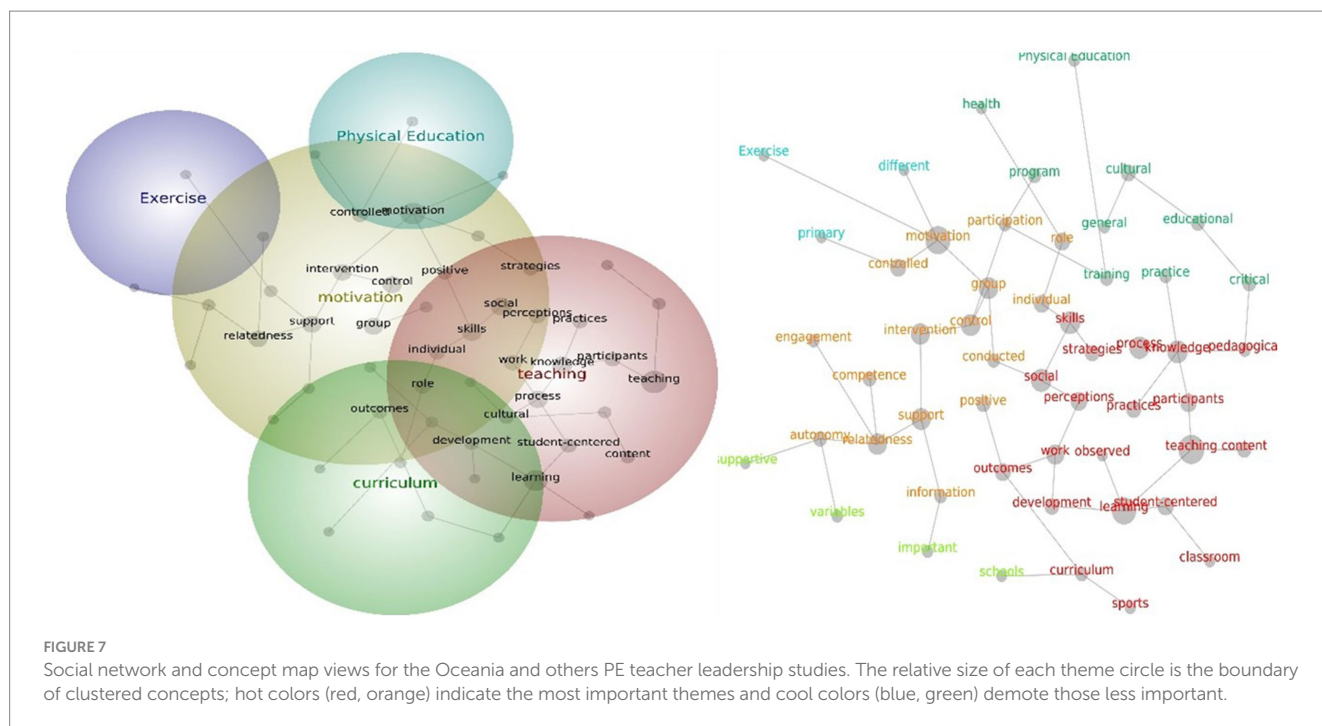 Physical Education
Exercise
controlled
motivation
intervention
control
positive
strategies
motivation
social
perceptions
practices
support
group
skills
relatedness
individual
work
knowledge
participants
teaching
teaching
role
process
outcomes
cultural
development
student-centered
content
curriculum
learning
Physical Education
health
Exercise
different
program
cultural
primary
participation
general
educational
motivation
role
controlled
training
practice
critical
group
individual
engagement
intervention
control
skills
strategies
process
knowledge
pedagogica
conducted
competence
social
positive
perceptions
practices
participants
support
autonomy
relatedness
work
observed
teaching
content
supportive
outcomes
information
development
learning
student-centered
variables
important
schools
curriculum
classroom
sports
FIGURE 7
Social network and concept map views for the Oceania and others PE teacher leadership studies. The relative size of each theme circle is the boundary
of clustered concepts; hot colors (red, orange) indicate the most important themes and cool colors (blue, green) demote those less important.